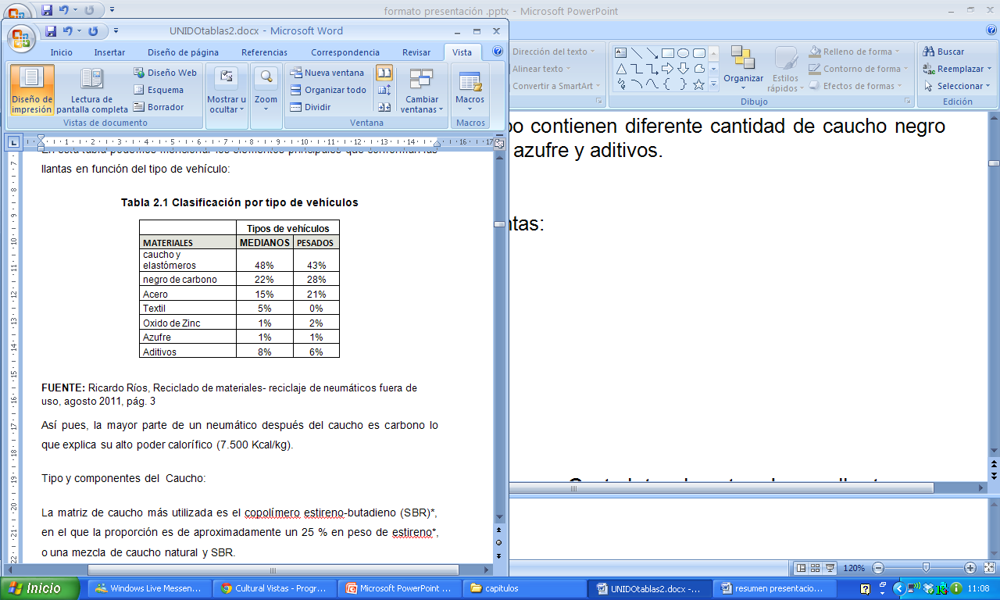 formato presentación .pptx - Microsoft PowerPoint
UNIDOtablas2.docx - Microsoft Word
Inicio Insertar Diseño de página Referencias Correspondencia Revisar Vista
Diseño de impresión
Lectura de pantalla completa
Diseño Web
Esquema
Borrador
Vistas de documento
Mostrar u ocultar
Zoom
Nueva ventana
Organizar todo
Dividir
Cambiar ventanas
Ventana
Macros
Macros
Dirección del texto
Alinear texto
Convertir a SmartArt
Organizar
Estilos rápidos
Relleno de forma
Contorno de forma
Efectos de formas
Dibujo
Buscar
Reemplazar
Seleccionar
Edición
llantas en función del tipo de vehículo:
Tabla 2.1 Clasificación por tipo de vehículos
Tipos de vehículos
MATERIALES MEDIANOS PESADOS
caucho y
elastómeros 48% 43%
negro de carbono 22% 28%
Acero 15% 21%
Textil 5% 0%
Oxido de Zinc 1% 2%
Azufre 1% 1%
Aditivos 8% 6%
FUENTE: Ricardo Ríos, Reciclado de materiales- reciclaje de neumáticos fuera de
uso, agosto 2011, pág. 3
Así pues, la mayor parte de un neumático después del caucho es carbono lo
que explica su alto poder calorífico (7.500 Kcal/kg).
Tipo y componentes del Caucho:
La matriz de caucho más utilizada es el copolímero estireno-butadieno (SBR)*,
en el que la proporción es de aproximadamente un 25 % en peso de estireno*,
o una mezcla de caucho natural y SBR.
contienen diferente cantidad de caucho negro
azufre y aditivos.
ntas:
120%
Inicio
Windows Live Messen...
Cultural Vistas - Progr...
Microsoft PowerPoint ...
capitulos
UNIDOtablas2.docx -...
resumen presentacio...
11:08